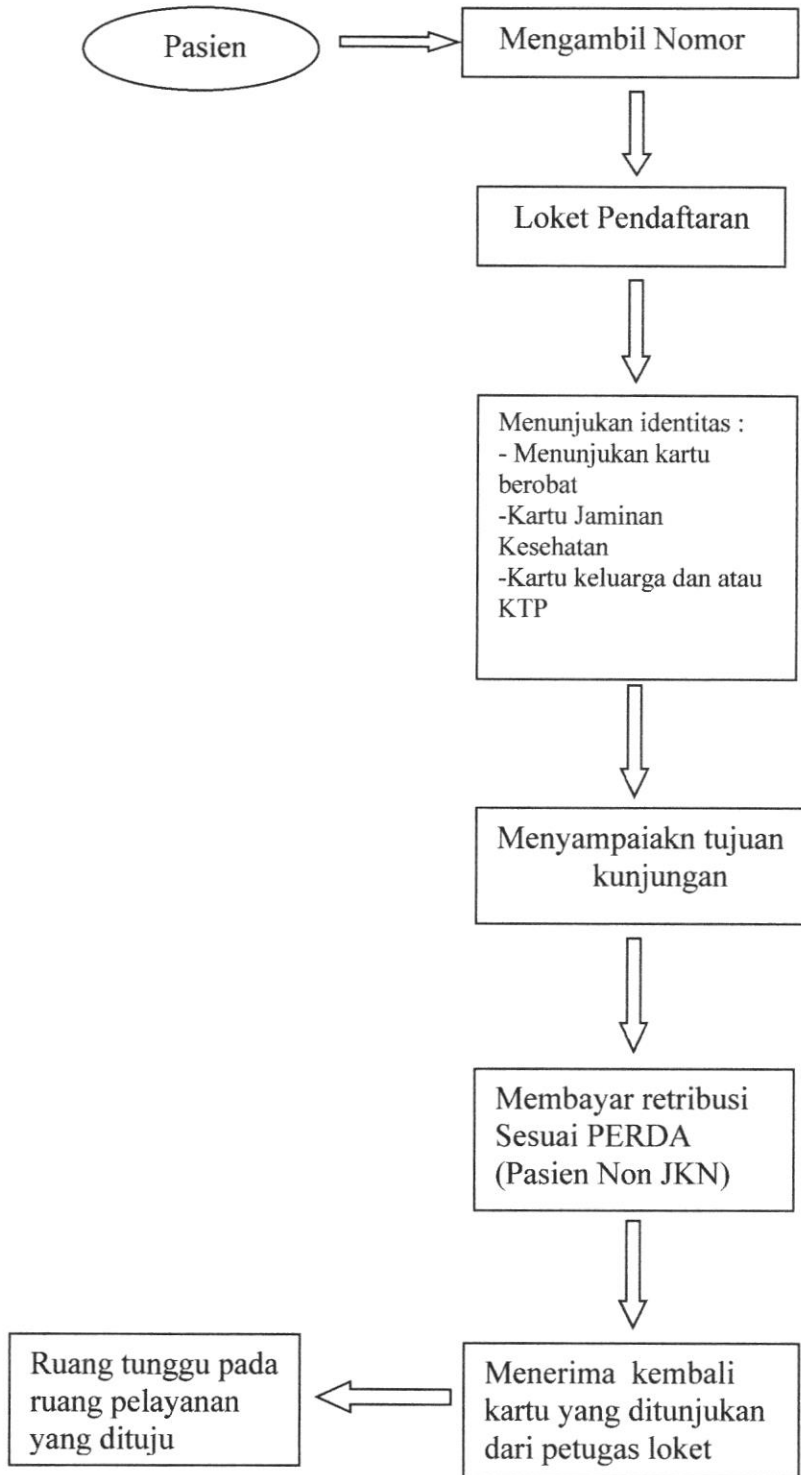 Pasien
Mengambil Nomor
Loket Pendaftaran
Menunjukan identitas :
- Menunjukan kartu
berobat
-Kartu Jaminan
Kesehatan
-Kartu keluarga dan atau
KTP
Menyampaiakn tujuan
kunjungan
Membayar retribusi
Sesuai PERDA
(Pasien Non JKN)
Menerima kembali
kartu yang ditunjukan
dari petugas loket
Ruang tunggu pada
ruang pelayanan
yang dituju